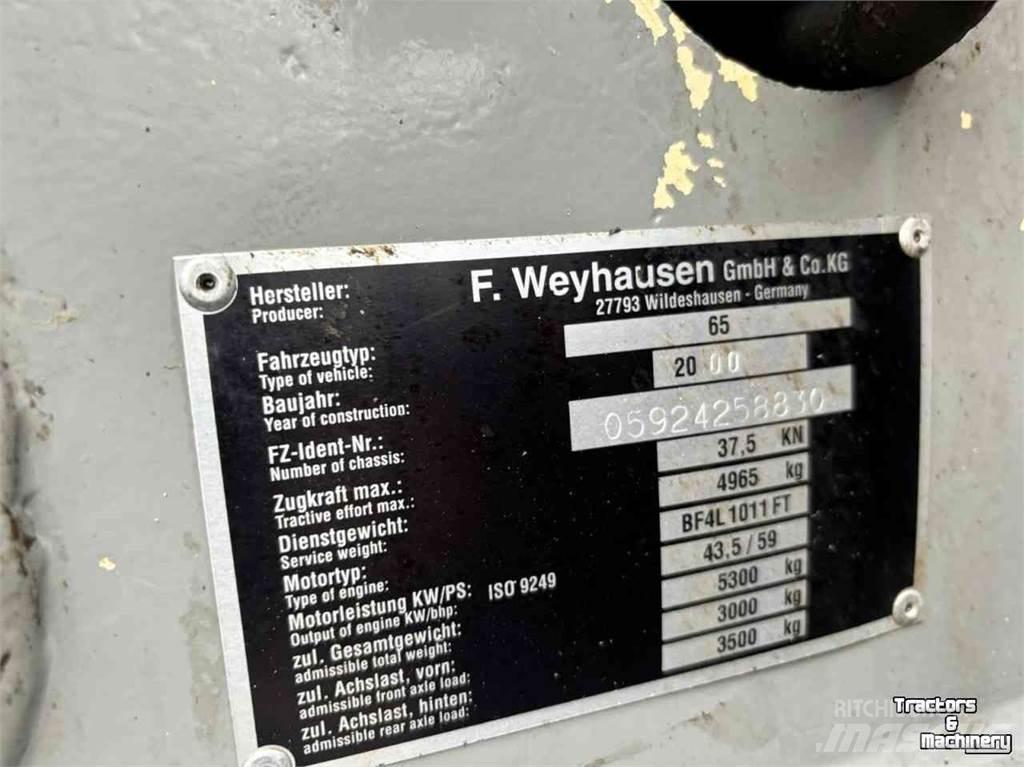 Hersteller: F. Weyhausen GmbH & Co.KG
Producer: 27793 Wildeshausen - Germany
Fahrzeugtyp: 65
Type of vehicle:
Baujahr: 20 00
Year of construction:
FZ-Ident-Nr.: 05924258830
Number of chassis:
Zugkraft max.: 37,5 KN
Tractive effort max.:
Dienstgewicht: 4965 kg
Service weight:
Motortyp: BF4L1011FT
Type of engine:
Motorleistung KW/PS: ISO 9249 43,5 / 59
Output of engine KW/bhp:
zul. Gesamtgewicht: 5300 kg
admissible total weight:
zul. Achslast, vorn: 3000 kg
admissible front axle load:
zul. Achslast, hinten: 3500 kg
admissible rear axle load:
Tractors
&
Machinery